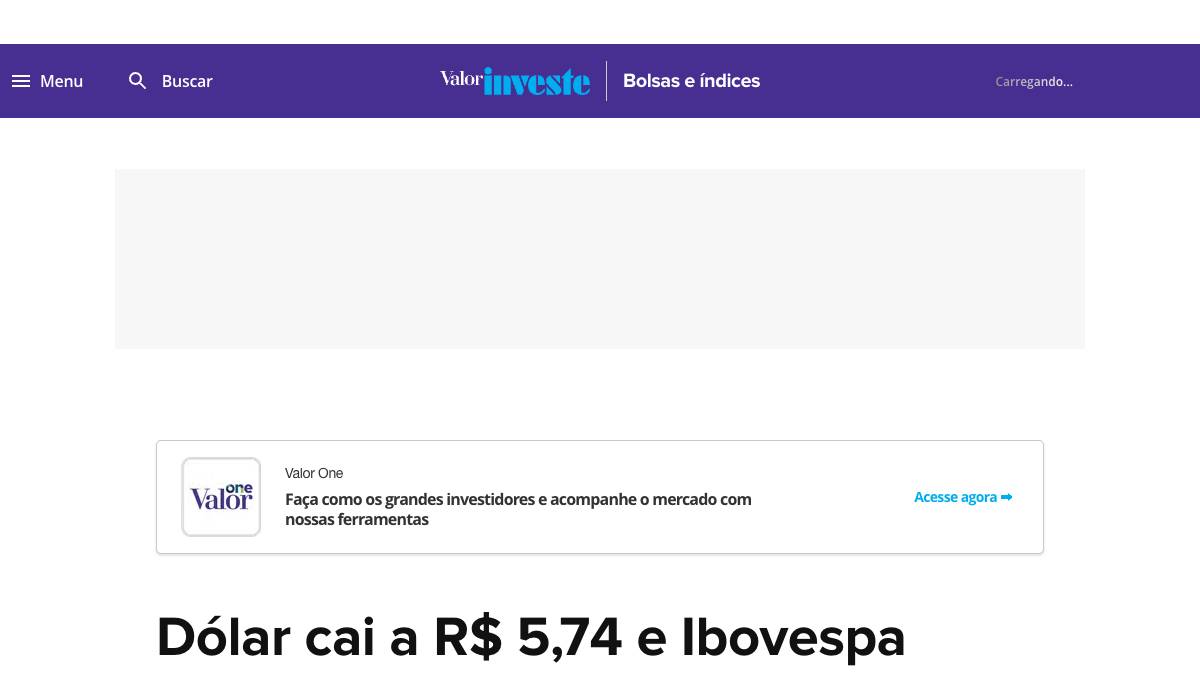 Menu
Buscar
Valor investe
Bolsas e índices
Carregando...
one
Valor
Valor One
Faça como os grandes investidores e acompanhe o mercado com
nossas ferramentas
Acesse agora ➡
Dólar cai a R$ 5,74 e Ibovespa